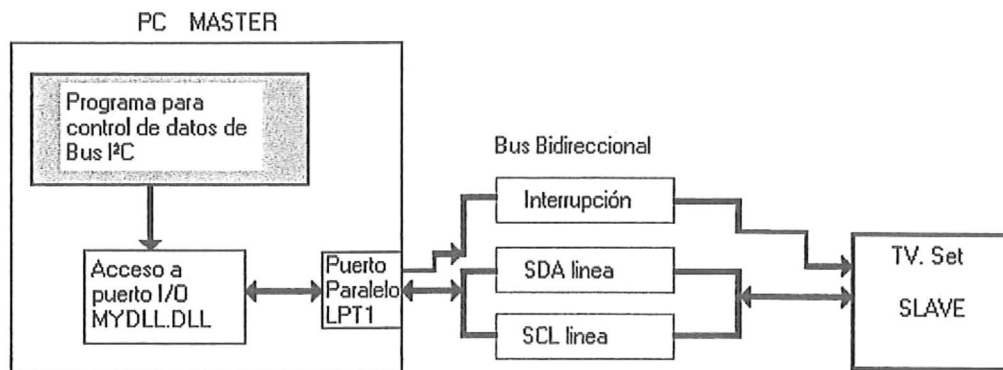 PC MASTER
Programa para
control de datos de
Bus I²C
Acceso a
puerto I/O
MYDLL.DLL
Puerto
Paralelo
LPT1
Bus Bidireccional
Interrupción
SDA linea
SCL linea
TV. Set
SLAVE